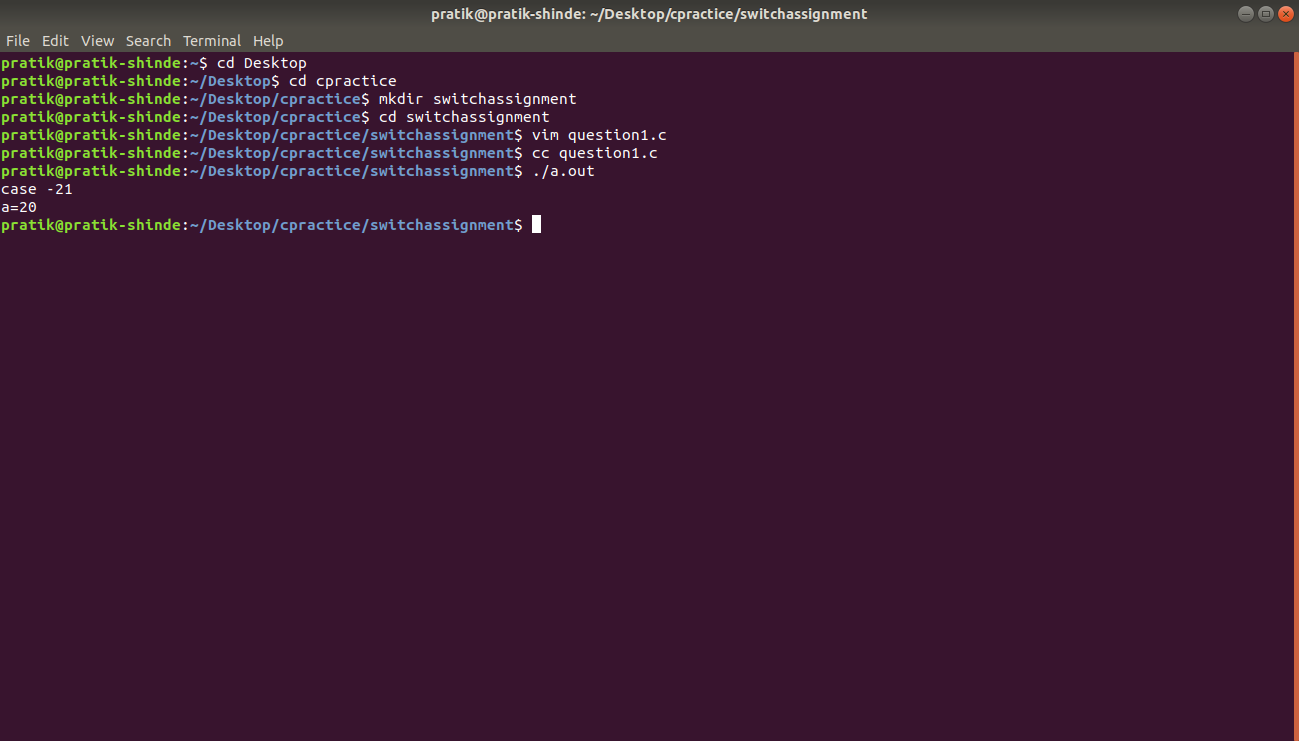 pratik@pratik-shinde: ~/Desktop/cpractice/switchassignment
File Edit View Search Terminal Help
pratik@pratik-shinde:~$ cd Desktop
pratik@pratik-shinde:~/Desktop$ cd cpractice
pratik@pratik-shinde:~/Desktop/cpractice$ mkdir switchassignment
pratik@pratik-shinde:~/Desktop/cpractice$ cd switchassignment
pratik@pratik-shinde:~/Desktop/cpractice/switchassignment$ vim question1.c
pratik@pratik-shinde:~/Desktop/cpractice/switchassignment$ cc question1.c
pratik@pratik-shinde:~/Desktop/cpractice/switchassignment$ ./a.out
case -21
a=20
pratik@pratik-shinde:~/Desktop/cpractice/switchassignment$